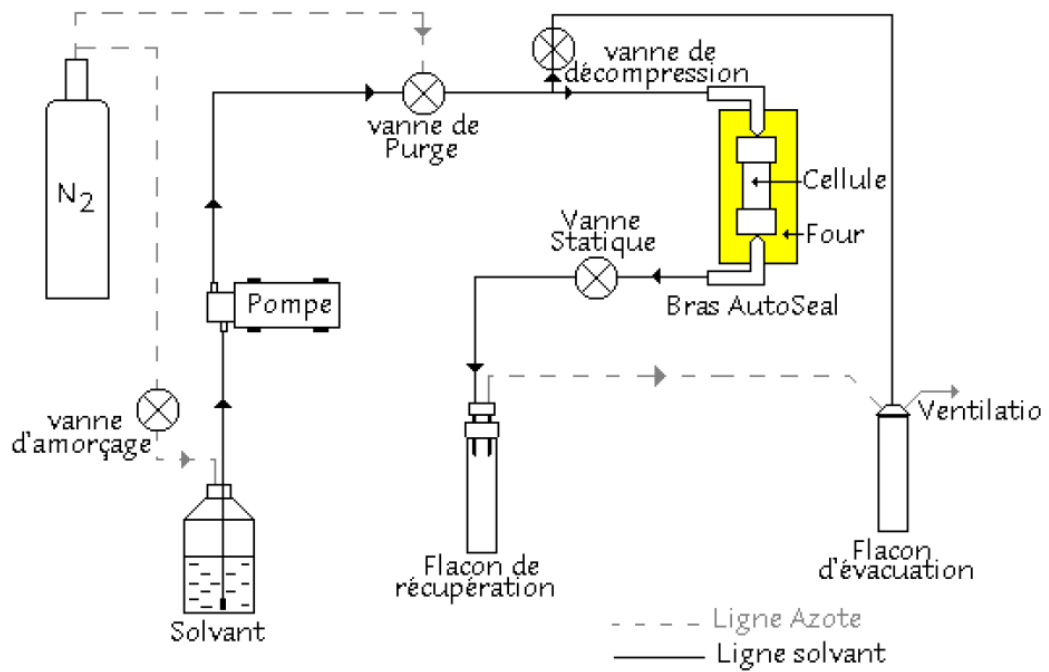 vanne de
décompression
vanne de
Purge
N2
Cellule
Vanne
Statique
Four
Pompe
Bras AutoSeal
vanne
d'amorçage
Ventilatio
Flacon de
récupération
Flacon
d'évacuation
Solvant
Ligne Azote
Ligne solvant